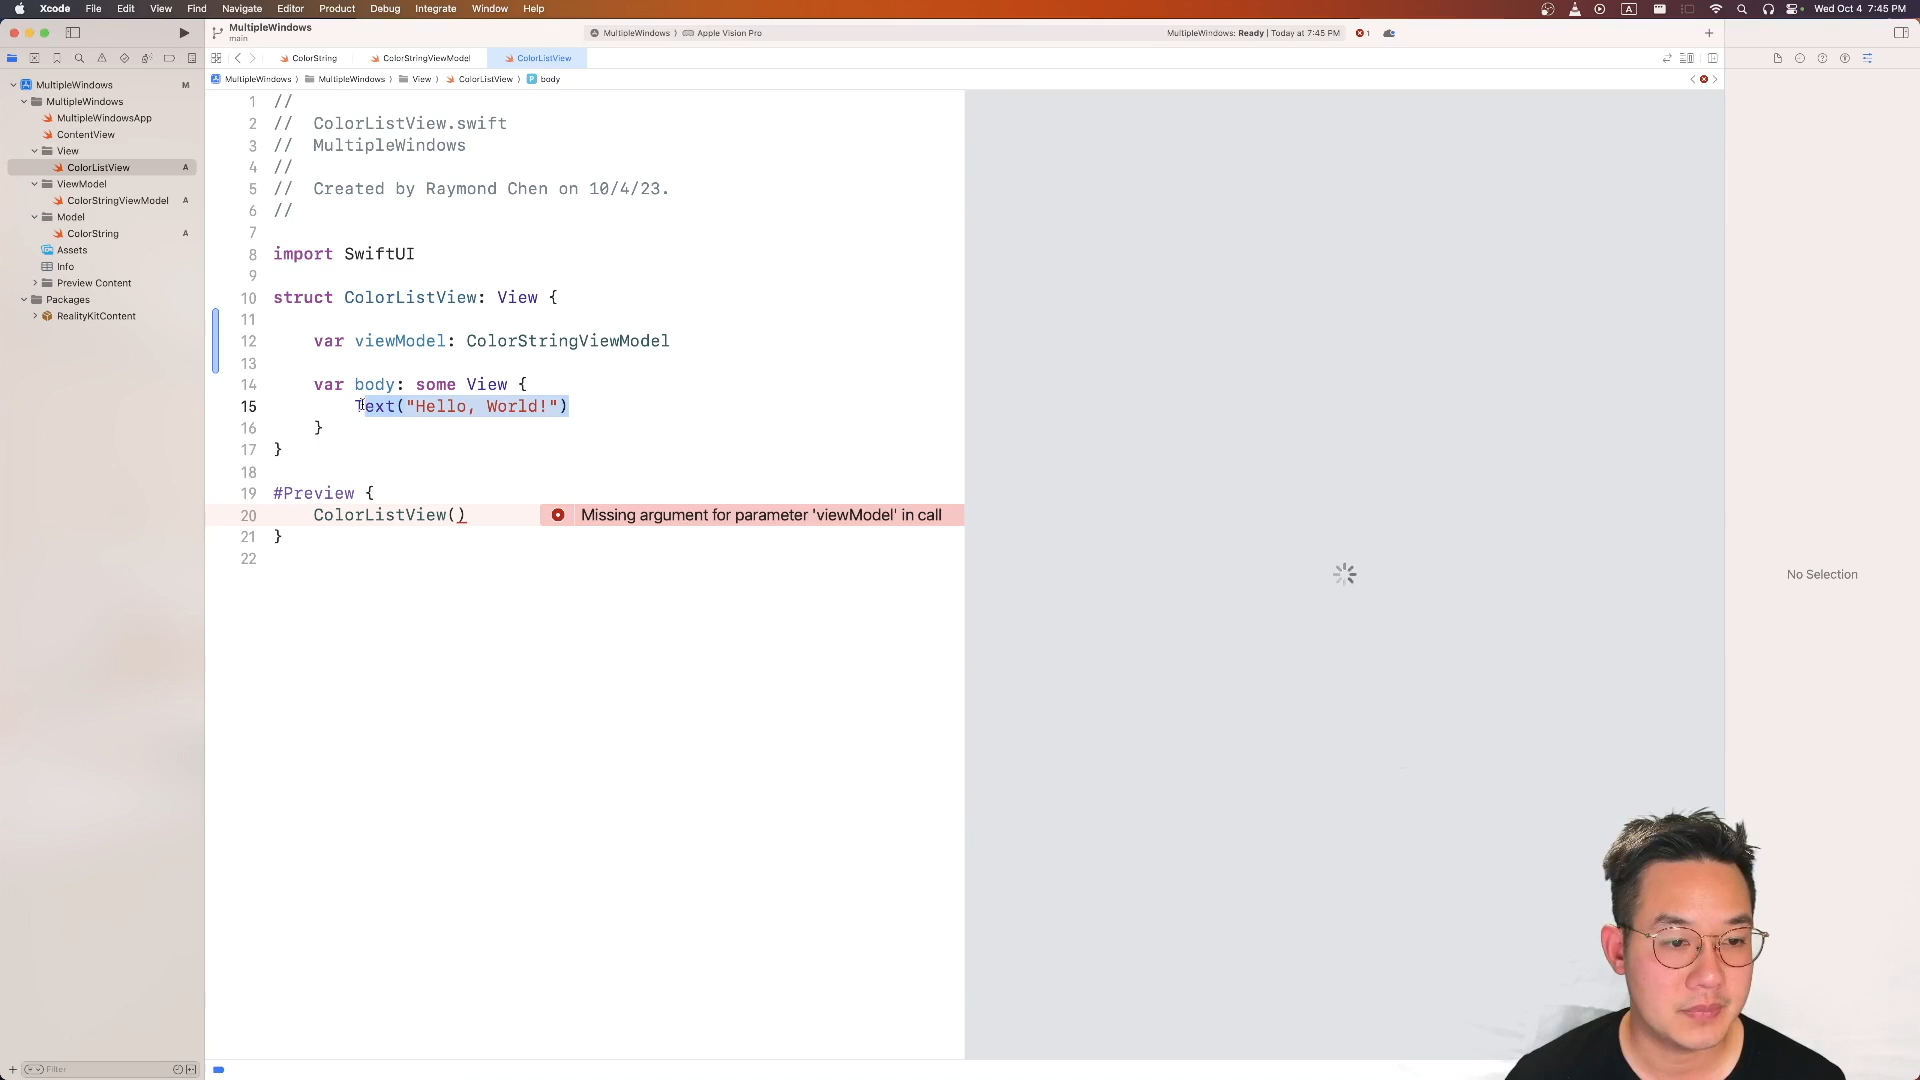 Xcode File Edit View Find Navigate Editor Product Debug Integrate Window Help
A Wed Oct 4 7:45 PM
MultipleWindows
main
MultipleWindows 〉 Apple Vision Pro
MultipleWindows: Ready | Today at 7:45 PM 1
ColorString ColorStringViewModel ColorListView
MultipleWindows 〉 MultipleWindows 〉 View 〉 ColorListView 〉 P body
MultipleWindows M
MultipleWindows
MultipleWindowsApp
ContentView
View
ColorListView A
ViewModel
ColorStringViewModel A
Model
ColorString A
Assets
Info
Preview Content
Packages
RealityKitContent
Filter
1 //
2 // ColorListView.swift
3 // MultipleWindows
4 //
5 // Created by Raymond Chen on 10/4/23.
6 //
7
8 import SwiftUI
9
10 struct ColorListView: View {
11
12 var viewModel: ColorStringViewModel
13
14 var body: some View {
15 Text("Hello, World!")
16 }
17 }
18
19 #Preview {
20 ColorListView() Missing argument for parameter 'viewModel' in call
21 }
22
No Selection